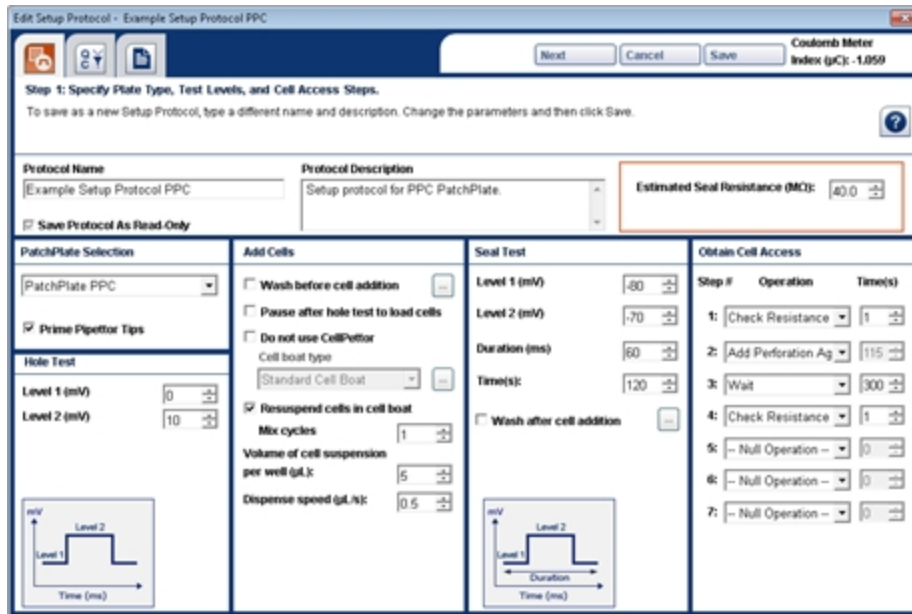 Edit Setup Protocol - Example Setup Protocol PPC
Next
Cancel
Save
Coulomb Meter
Index (µC): -1.059
Step 1: Specify Plate Type, Test Levels, and Cell Access Steps.
To save as a new Setup Protocol, type a different name and description. Change the parameters and then click Save.
?
Protocol Name
Example Setup Protocol PPC
Save Protocol As Read-Only
Protocol Description
Setup protocol for PPC PatchPlate.
Estimated Seal Resistance (MΩ): 40.0
PatchPlate Selection
PatchPlate PPC
Prime Pipettor Tips
Hole Test
Level 1 (mV) 0
Level 2 (mV) 10
mV
Level 2
Level 1
Time (ms)
Add Cells
Wash before cell addition ...
Pause after hole test to load cells
Do not use CellPettor
Cell boat type
Standard Cell Boat ...
Resuspend cells in cell boat
Mix cycles 1
Volume of cell suspension
per well (µL): 5
Dispense speed (µL/s): 0.5
Seal Test
Level 1 (mV) -80
Level 2 (mV) -70
Duration (ms) 60
Time(s): 120
Wash after cell addition ...
mV
Level 2
Level 1
Duration
Time (ms)
Obtain Cell Access
Step # Operation Time(s)
1: Check Resistance 1
2: Add Perforation Ag 115
3: Wait 300
4: Check Resistance 1
5: -- Null Operation -- 0
6: -- Null Operation -- 0
7: -- Null Operation -- 0